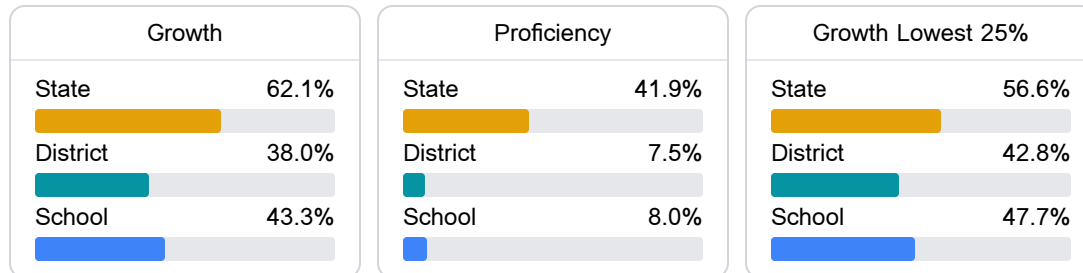 Growth
State 62.1%
District 38.0%
School 43.3%
Proficiency
State 41.9%
District 7.5%
School 8.0%
Growth Lowest 25%
State 56.6%
District 42.8%
School 47.7%